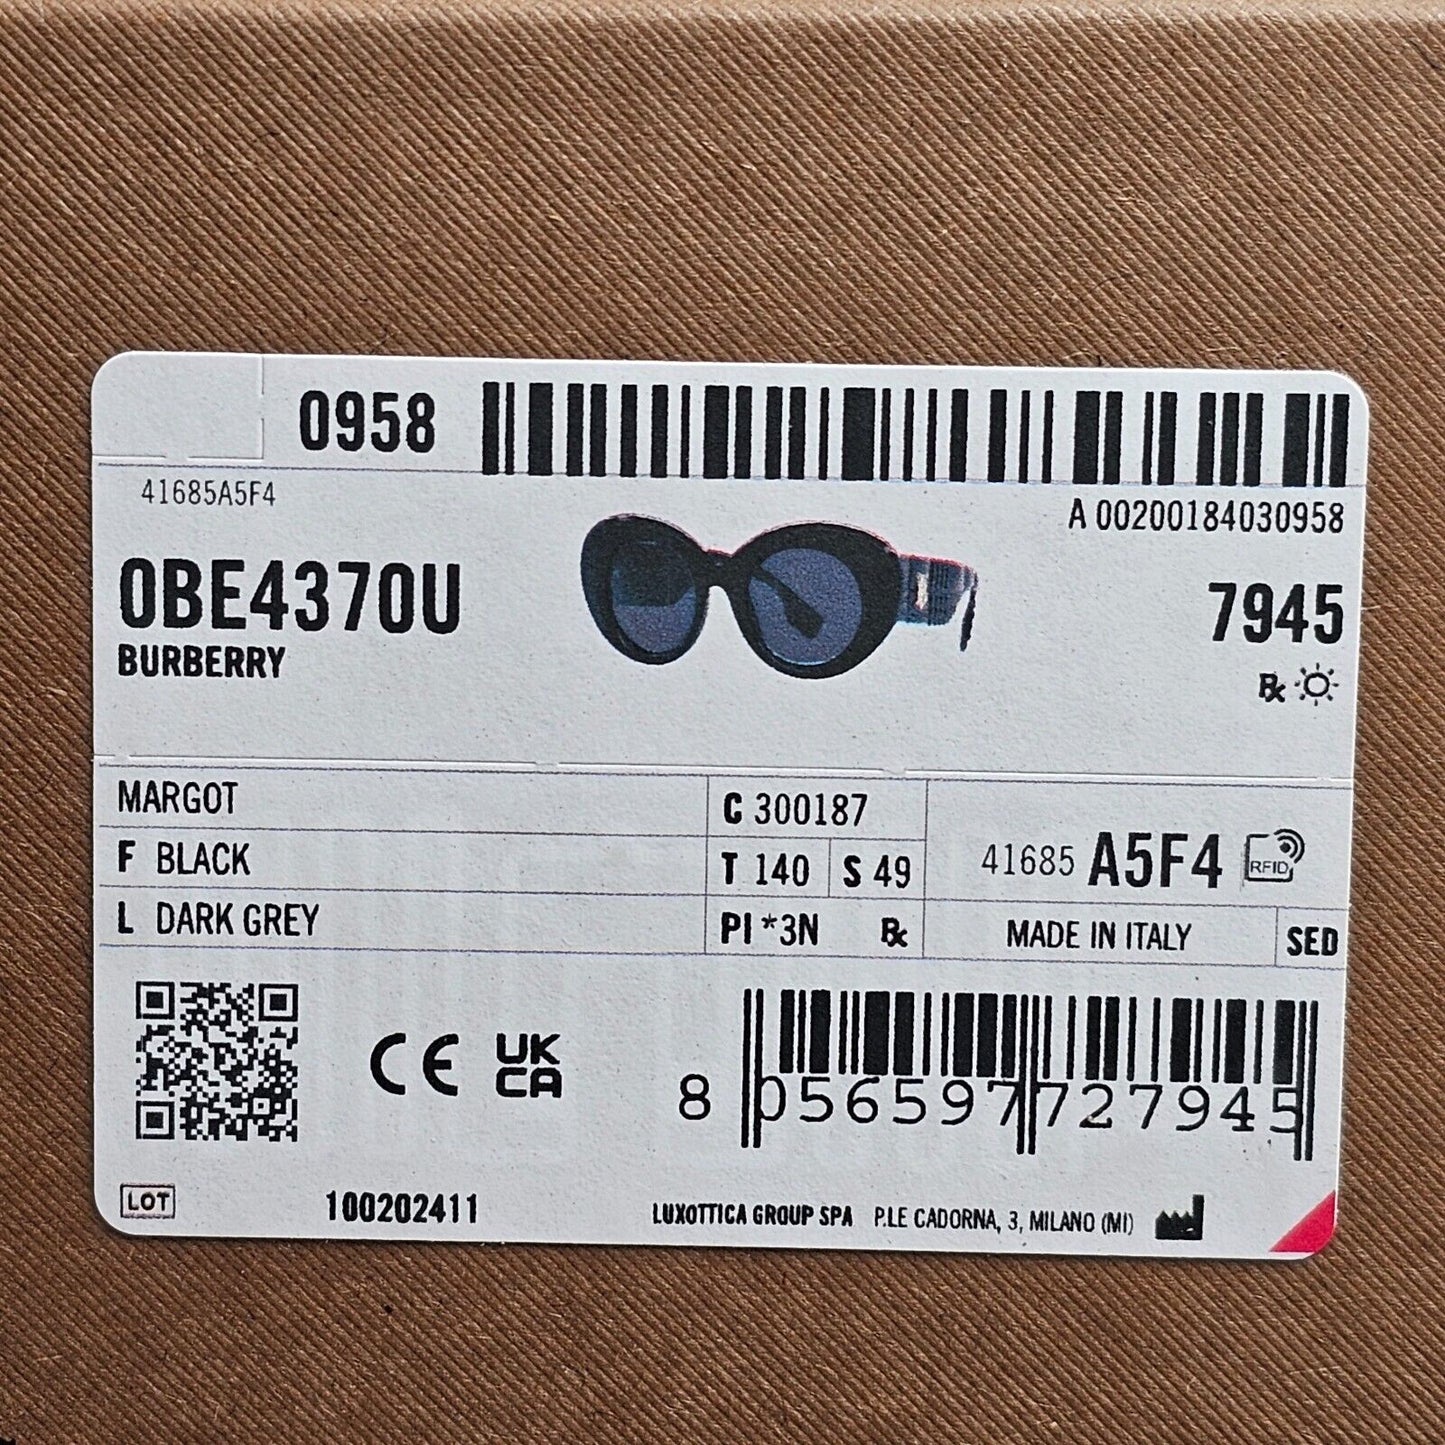 0958
A 00200184030958
41685A5F4
0BE4370U
BURBERRY
7945
℞
MARGOT
C 300187
F BLACK
T 140 S 49
41685 A5F4 RFID
L DARK GREY
PI *3N ℞
MADE IN ITALY SED
CE UK
CA
8 056597 727945
LOT 100202411
LUXOTTICA GROUP SPA P.LE CADORNA, 3, MILANO (MI)